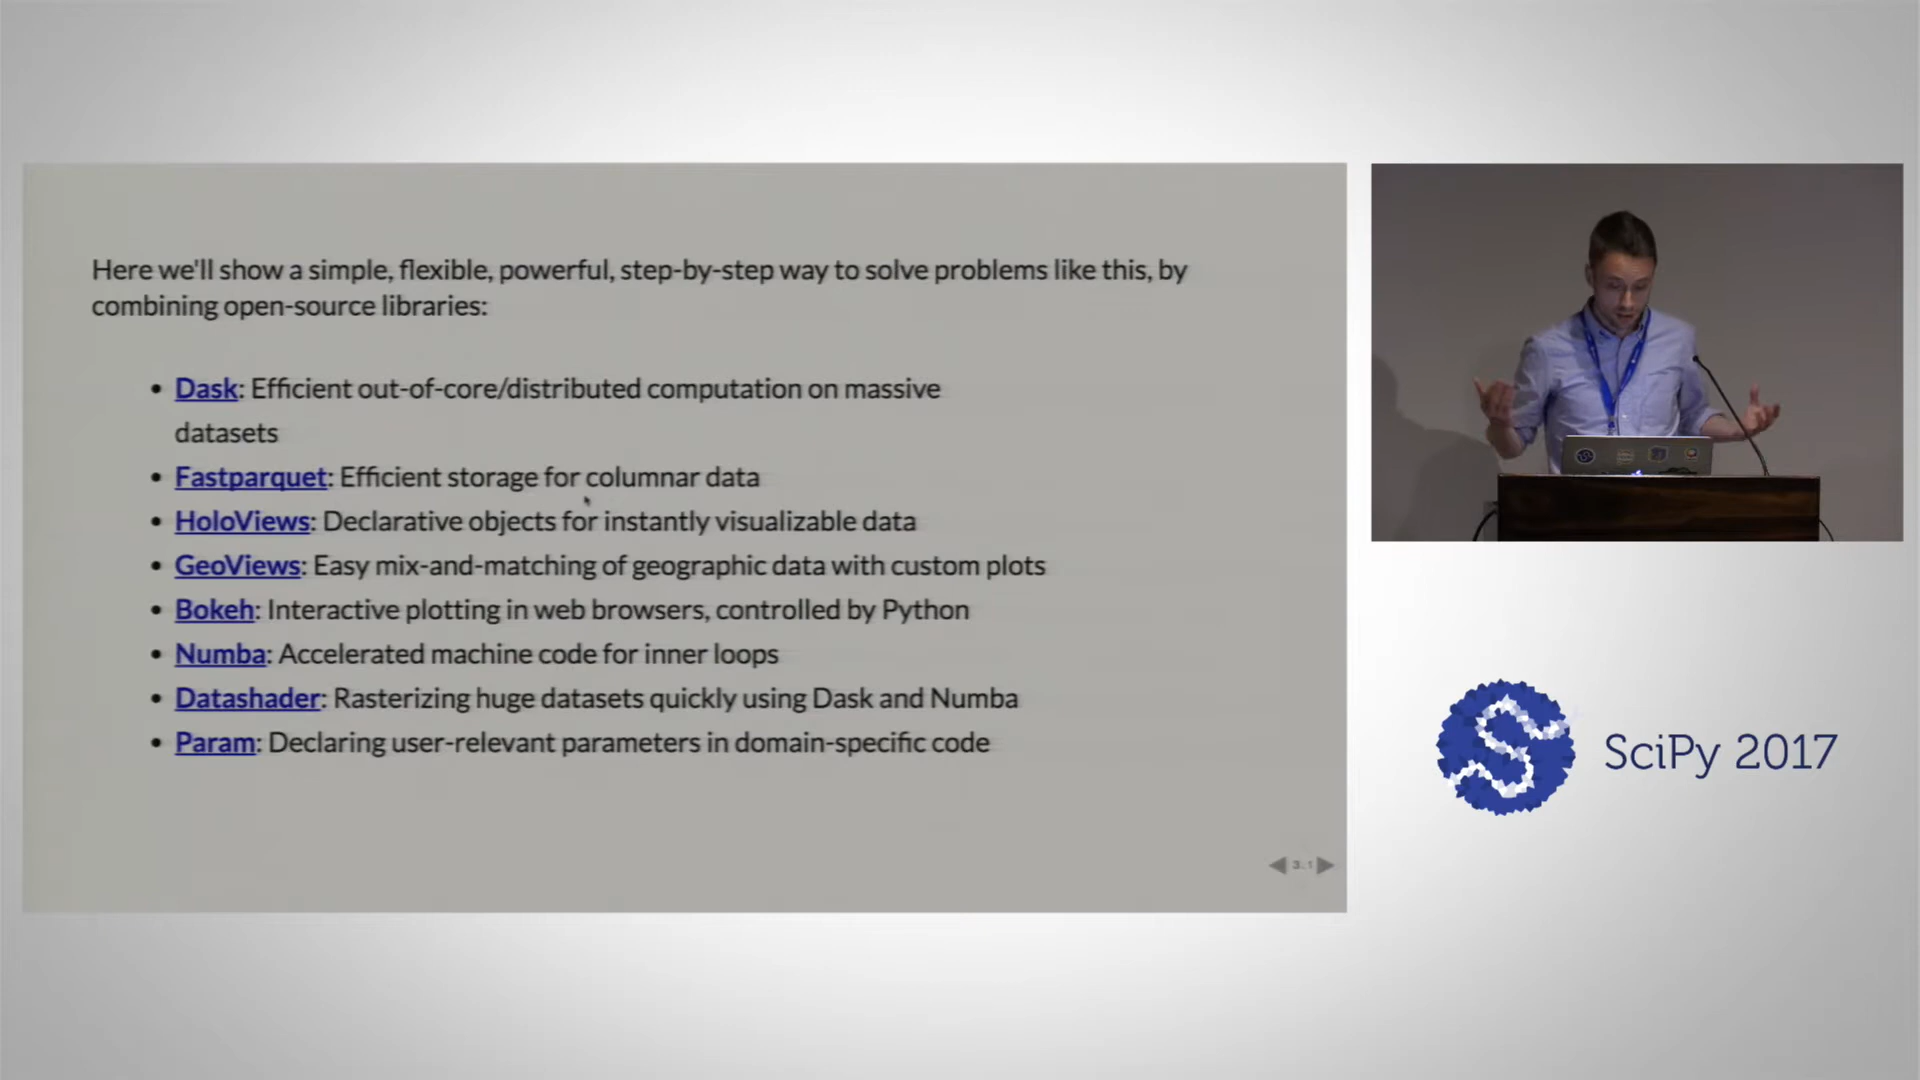 Here we'll show a simple, flexible, powerful, step-by-step way to solve problems like this, by
combining open-source libraries:
• Dask: Efficient out-of-core/distributed computation on massive
datasets
• Fastparquet: Efficient storage for columnar data
• HoloViews: Declarative objects for instantly visualizable data
• GeoViews: Easy mix-and-matching of geographic data with custom plots
• Bokeh: Interactive plotting in web browsers, controlled by Python
• Numba: Accelerated machine code for inner loops
• Datashader: Rasterizing huge datasets quickly using Dask and Numba
• Param: Declaring user-relevant parameters in domain-specific code
3.1
SciPy 2017